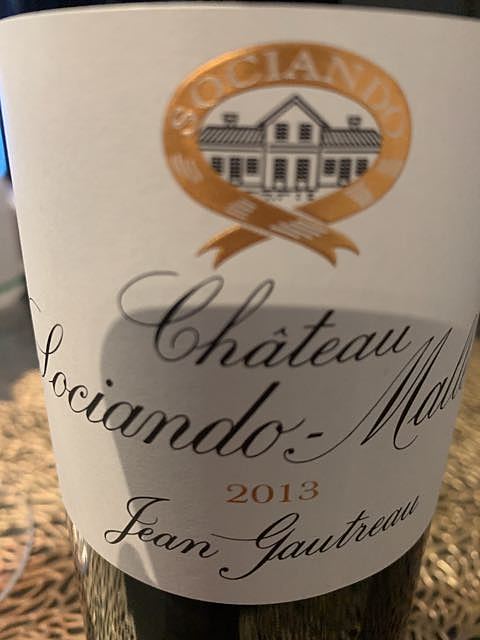 SOCIANDO
Château
Sociando-Mall
2013
Jean Gautreau